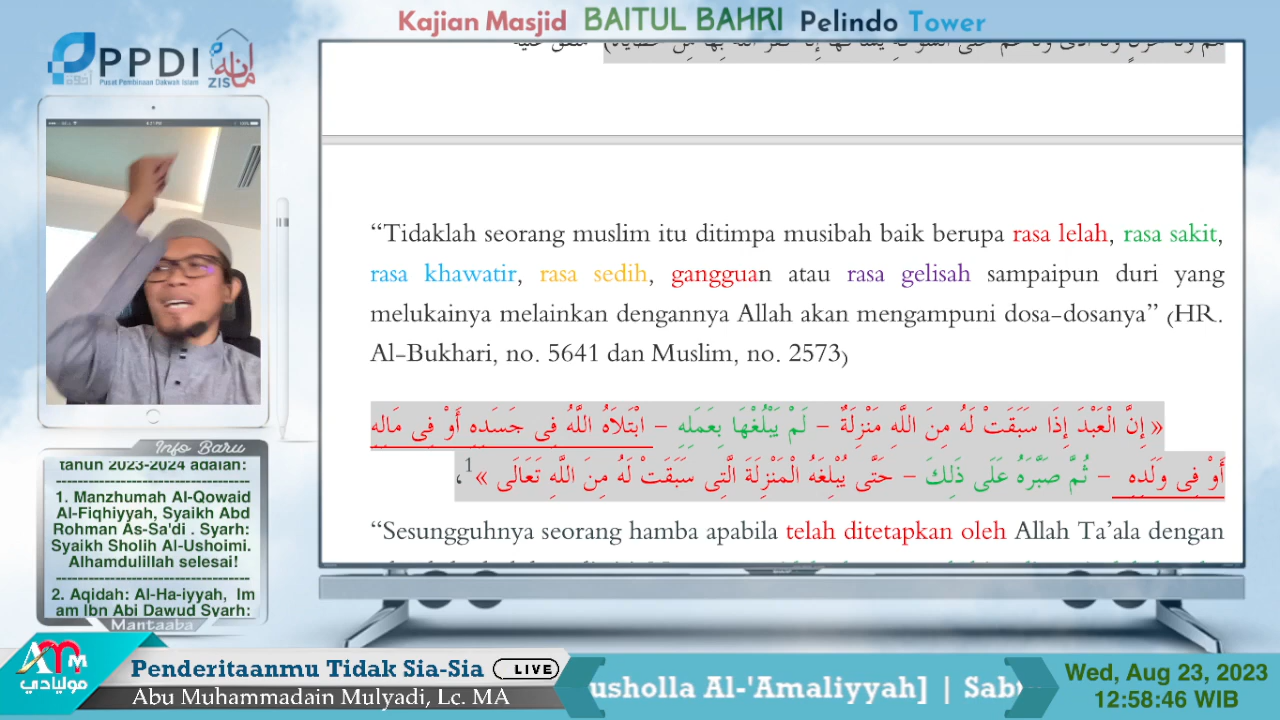 Kajian Masjid BAITUL BAHRI Pelindo Tower
PPDI
Pusat Pembinaan Dakwah Islam
ZIS
“Tidaklah seorang muslim itu ditimpa musibah baik berupa rasa lelah, rasa sakit,
rasa khawatir, rasa sedih, gangguan atau rasa gelisah sampaipun duri yang
melukainya melainkan dengannya Allah akan mengampuni dosa-dosanya” (HR.
Al-Bukhari, no. 5641 dan Muslim, no. 2573)
« إِنَّ الْعَبْدَ إِذَا سَبَقَتْ لَهُ مِنَ اللَّهِ مَنْزِلَةٌ – لَمْ يَبْلُغْهَا بِعَمَلِهِ – ابْتَلاَهُ اللَّهُ فِى جَسَدِهِ أَوْ فِى مَالِهِ
أَوْ فِى وَلَدِهِ – ثُمَّ صَبَّرَهُ عَلَى ذَلِكَ – حَتَّى يُبْلِغَهُ الْمَنْزِلَةَ الَّتِى سَبَقَتْ لَهُ مِنَ اللَّهِ تَعَالَى »1،
“Sesungguhnya seorang hamba apabila telah ditetapkan oleh Allah Ta’ala dengan
Info Baru
tahun 2023-2024 adalah:
------------------------------------
1. Manzhumah Al-Qowaid
Al-Fiqhiyyah, Syaikh Abd
Rohman As-Sa'di . Syarh:
Syaikh Sholih Al-Ushoimi.
Alhamdulillah selesai!
------------------------------------
2. Aqidah: Al-Ha-iyyah, Im
am Ibn Abi Dawud Syarh:
Mantaaba
ATM
موليادي
Penderitaanmu Tidak Sia-Sia LIVE
Abu Muhammadain Mulyadi, Lc. MA
usholla Al-'Amaliyyah] | Sab
Wed, Aug 23, 2023
12:58:46 WIB